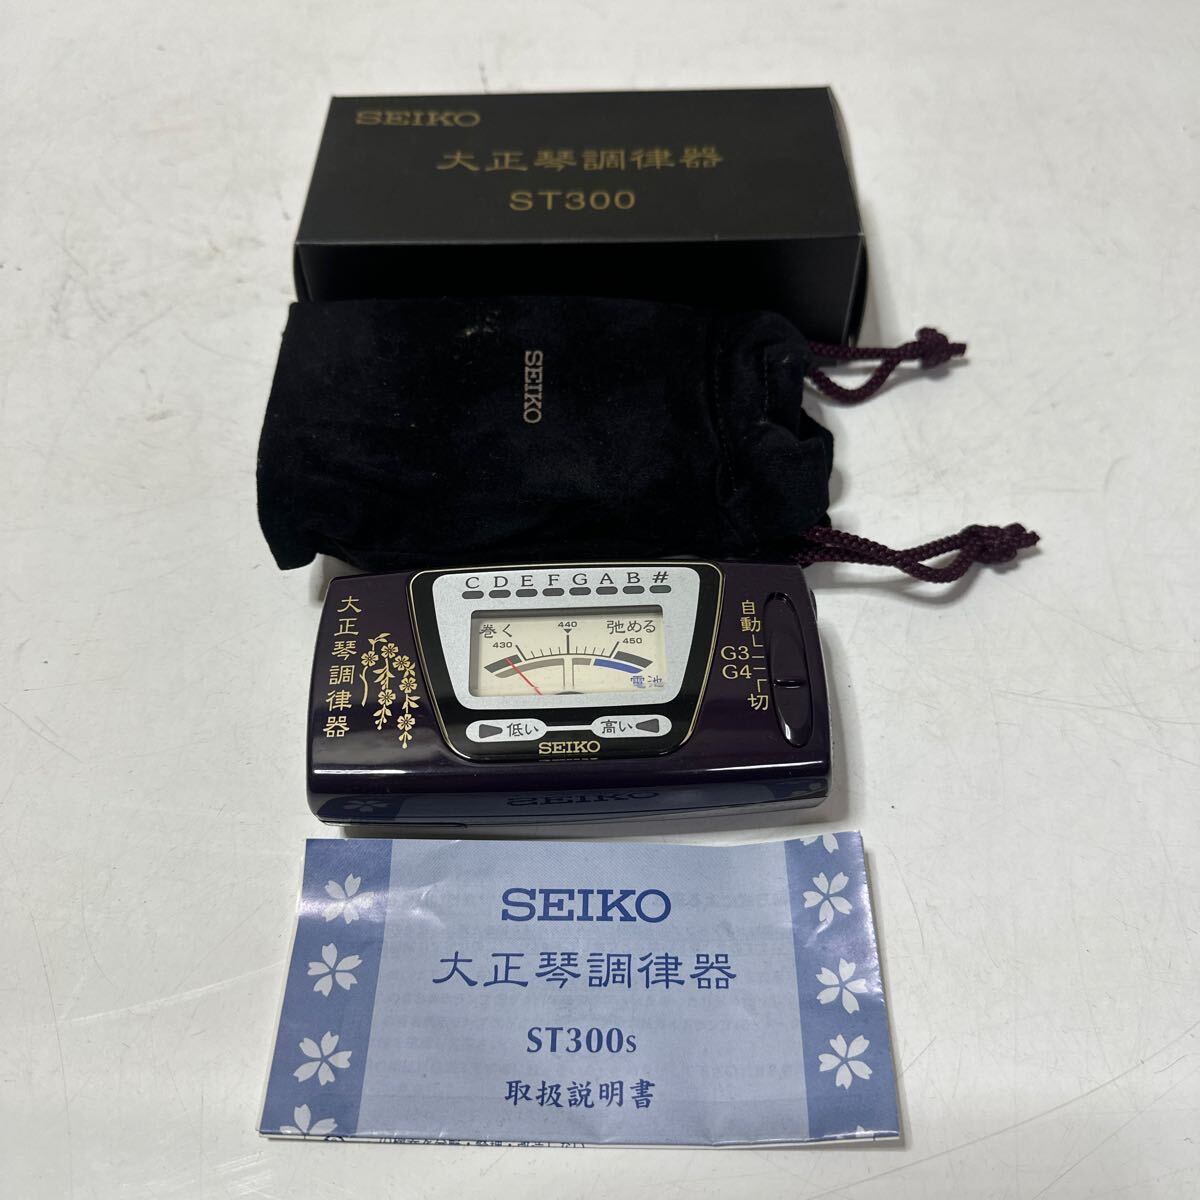 SEIKO
大正琴調律器
ST300
SEIKO
大正琴調律器
C D E F G A B #
巻く 弛める
430 440 450
電池
低い 高い
SEIKO
自動
G3
G4
切
SEIKO
大正琴調律器
ST300s
取扱説明書